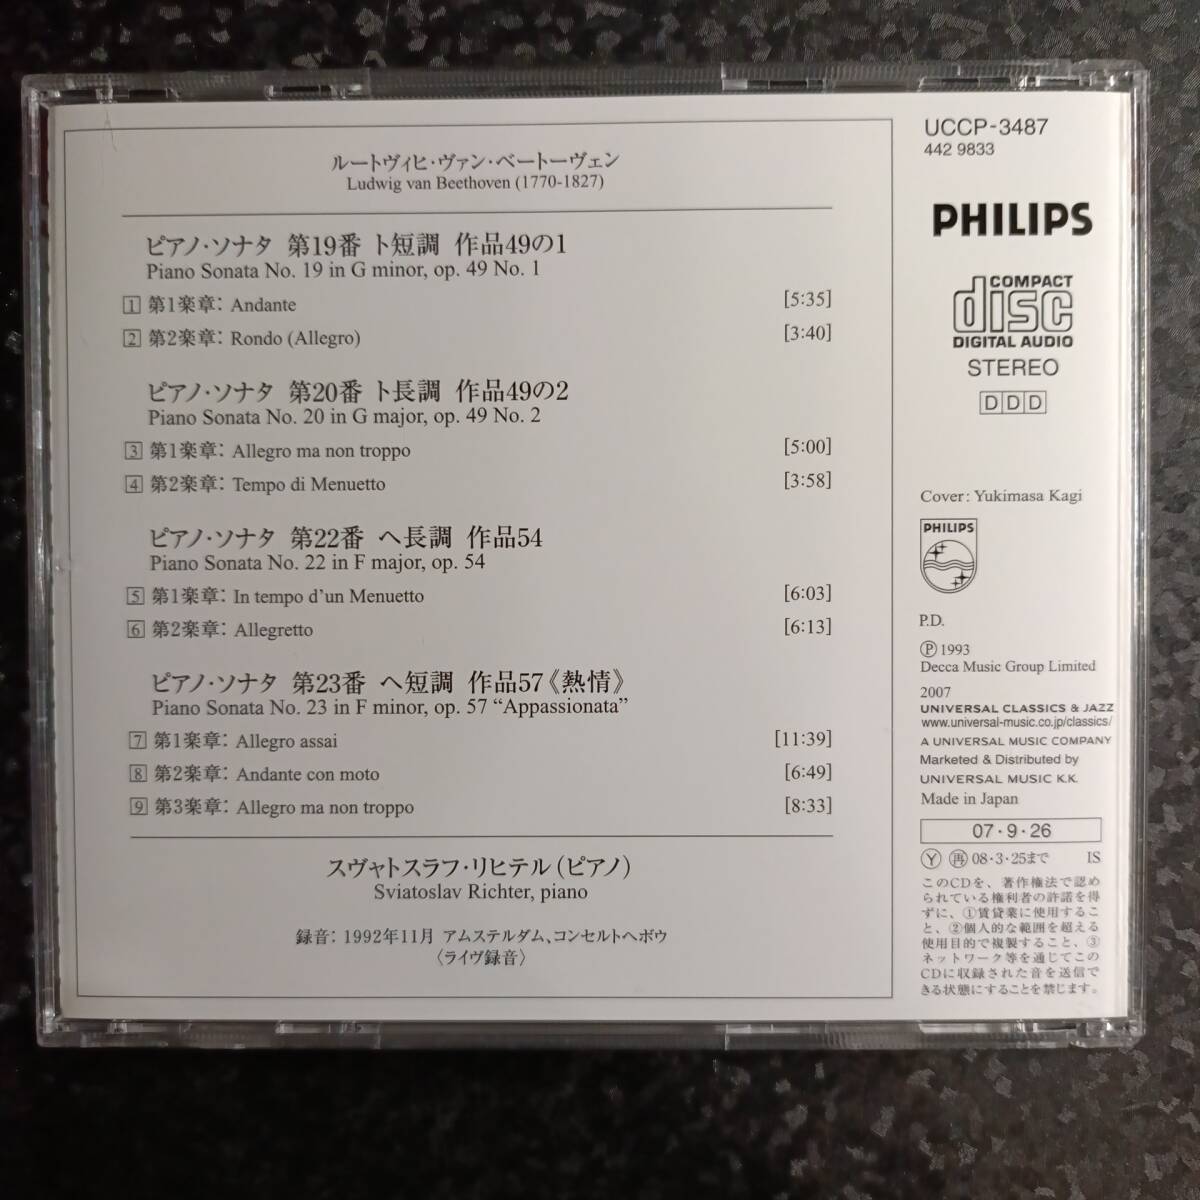 ルートヴィヒ・ヴァン・ベートーヴェン
Ludwig van Beethoven (1770-1827)
ピアノ・ソナタ 第19番 ト短調 作品49の1
Piano Sonata No. 19 in G minor, op. 49 No. 1
1 第1楽章: Andante [5:35]
2 第2楽章: Rondo (Allegro) [3:40]
ピアノ・ソナタ 第20番 ト長調 作品49の2
Piano Sonata No. 20 in G major, op. 49 No. 2
3 第1楽章: Allegro ma non troppo [5:00]
4 第2楽章: Tempo di Menuetto [3:58]
ピアノ・ソナタ 第22番 ヘ長調 作品54
Piano Sonata No. 22 in F major, op. 54
5 第1楽章: In tempo d'un Menuetto [6:03]
6 第2楽章: Allegretto [6:13]
ピアノ・ソナタ 第23番 ヘ短調 作品57《熱情》
Piano Sonata No. 23 in F minor, op. 57 “Appassionata”
7 第1楽章: Allegro assai [11:39]
8 第2楽章: Andante con moto [6:49]
9 第3楽章: Allegro ma non troppo [8:33]
スヴャトスラフ・リヒテル(ピアノ)
Sviatoslav Richter, piano
録音: 1992年11月 アムステルダム、コンセルトヘボウ
〈ライヴ録音〉
UCCP-3487
442 9833
PHILIPS
COMPACT
disc
DIGITAL AUDIO
STEREO
DDD
Cover: Yukimasa Kagi
PHILIPS
P.D.
Ⓟ 1993
Decca Music Group Limited
2007
UNIVERSAL CLASSICS & JAZZ
www.universal-music.co.jp/classics/
A UNIVERSAL MUSIC COMPANY
Marketed & Distributed by
UNIVERSAL MUSIC K.K.
Made in Japan
07・9・26
Ⓨ 再 08・3・25まで IS
このCDを、著作権法で認め
られている権利者の許諾を得
ずに、①賃貸業に使用するこ
と、②個人的な範囲を超える
使用目的で複製すること、③
ネットワーク等を通じてこの
CDに収録された音を送信で
きる状態にすることを禁じます。